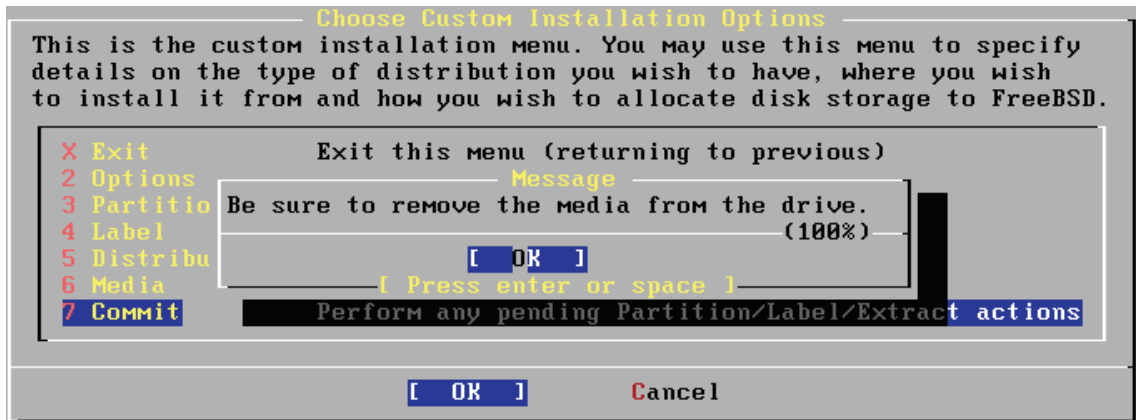 Choose Custom Installation Options
This is the custom installation menu. You may use this menu to specify
details on the type of distribution you wish to have, where you wish
to install it from and how you wish to allocate disk storage to FreeBSD.
X Exit Exit this menu (returning to previous)
2 Options
3 Partitio
4 Label
5 Distribu
6 Media
7 Commit Perform any pending Partition/Label/Extract actions
Message
Be sure to remove the media from the drive.
(100%)
[ OK ]
[ Press enter or space ]
[ OK ] Cancel